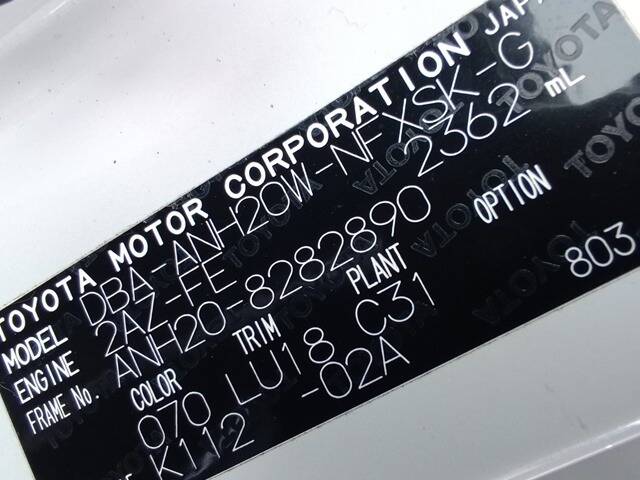 TOYOTA MOTOR CORPORATION JAPAN
MODEL DBA-ANH20W-NFXSK-G
ENGINE 2AZ-FE 2362 mL
FRAME No. ANH20-8282890
COLOR TRIM PLANT OPTION
070 LU18 C31 803
K112 -02A